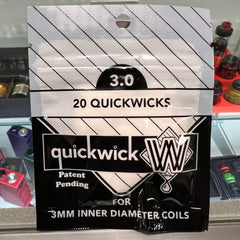 3.0
20 QUICKWICKS
quickwick
Patent
Pending
FOR
3MM INNER DIAMETER COILS